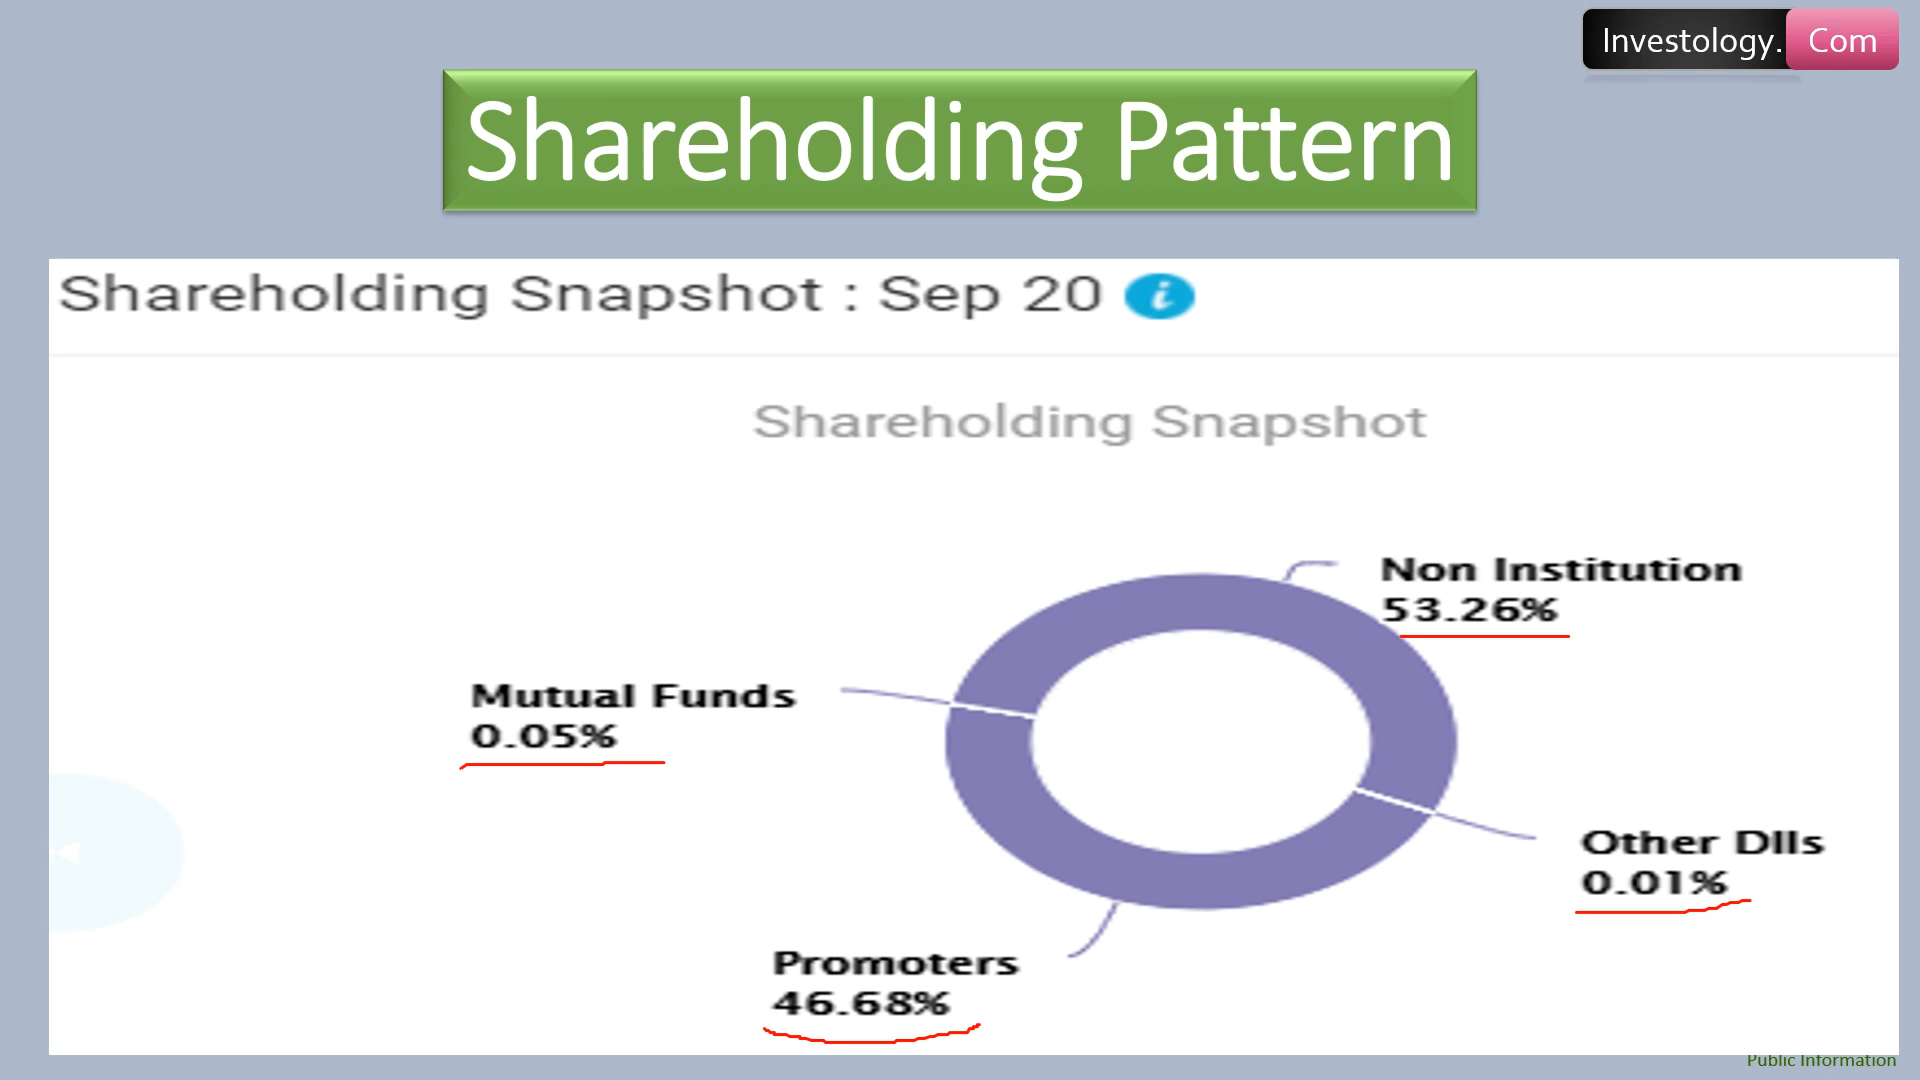 Investology. Com
Shareholding Pattern
Shareholding Snapshot : Sep 20 i
Shareholding Snapshot
Non Institution
53.26%
Mutual Funds
0.05%
Other DIIs
0.01%
Promoters
46.68%
Public Information